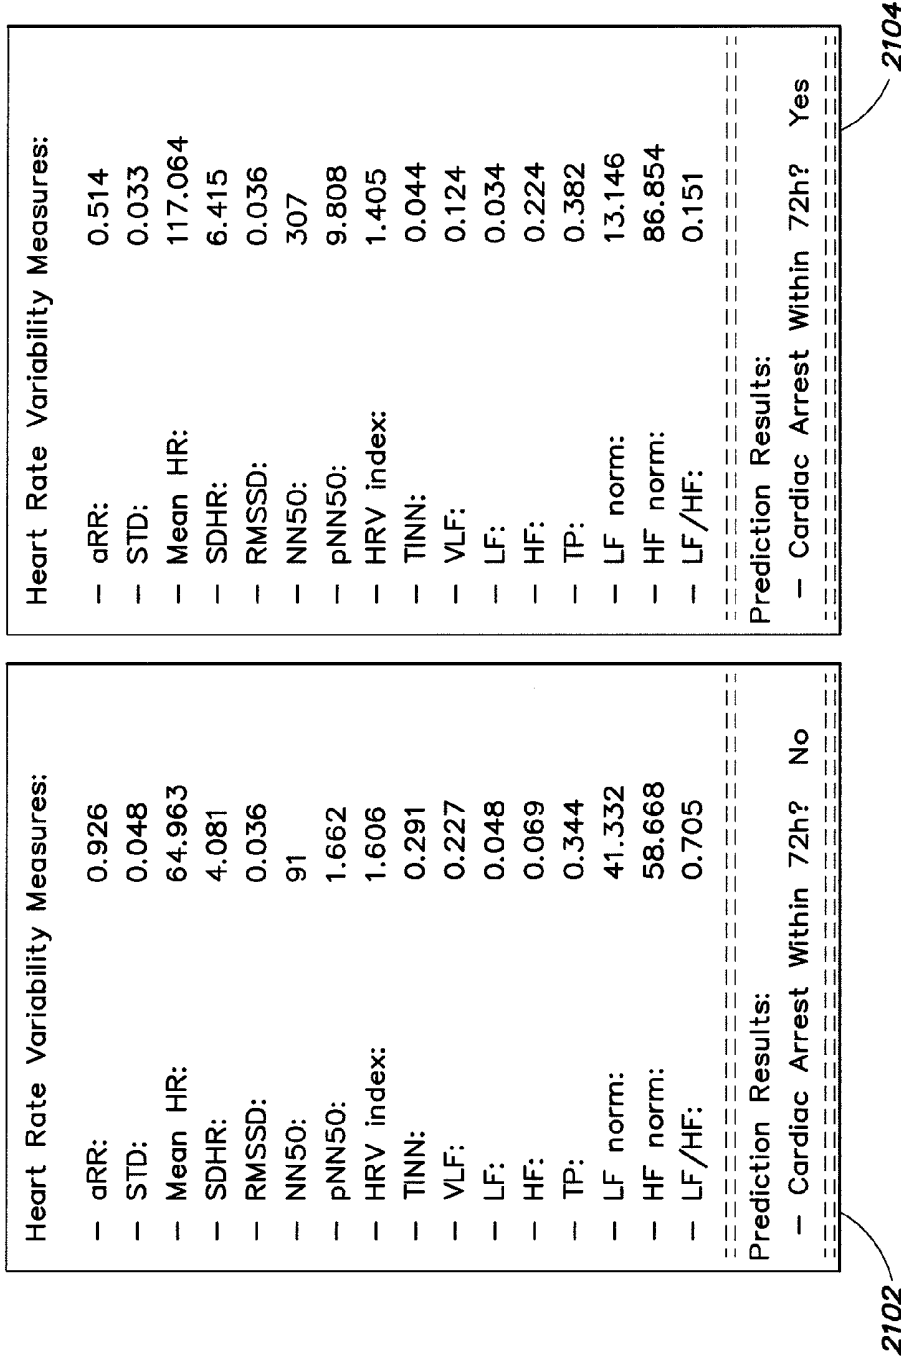 Heart Rate Variability Measures:
— aRR: 0.926
— STD: 0.048
— Mean HR: 64.963
— SDHR: 4.081
— RMSSD: 0.036
— NN50: 91
— pNN50: 1.662
— HRV index: 1.606
— TINN: 0.291
— VLF: 0.227
— LF: 0.048
— HF: 0.069
— TP: 0.344
— LF norm: 41.332
— HF norm: 58.668
— LF/HF: 0.705
Prediction Results:
— Cardiac Arrest Within 72h? No
2102
Heart Rate Variability Measures:
— aRR: 0.514
— STD: 0.033
— Mean HR: 117.064
— SDHR: 6.415
— RMSSD: 0.036
— NN50: 307
— pNN50: 9.808
— HRV index: 1.405
— TINN: 0.044
— VLF: 0.124
— LF: 0.034
— HF: 0.224
— TP: 0.382
— LF norm: 13.146
— HF norm: 86.854
— LF/HF: 0.151
Prediction Results:
— Cardiac Arrest Within 72h? Yes
2104